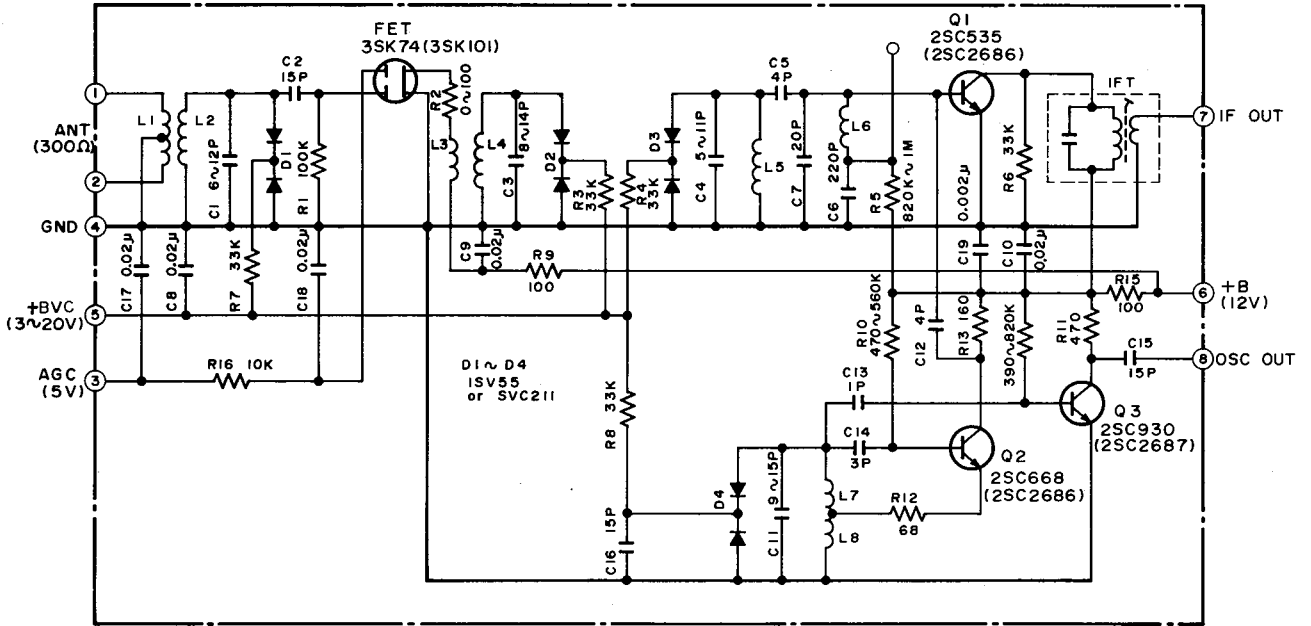 FET
3SK74(3SK101)
Q1
2SC535
(2SC2686)
C2
15P
R2
0~100
C5
4P
IFT
1
ANT
(300Ω)
2
L1
L2
C1 6~12P
D1
R1 100K
L3
L4
C3 8~14P
D2
R3 33K
R4 33K
D3
C4 5~11P
L5
C7 20P
L6
C6 220P
R5 820K~1M
0.002µ
R6 33K
7 IF OUT
GND 4
C17 0.02µ
C8 0.02µ
R7 33K
C18 0.02µ
C9 0.02µ
R9
100
C19
C10 0.02µ
R15
100
6 +B
(12V)
+BVC 5
(3~20V)
R10 470~560K
C12 4P
R13 160
390~820K
R11 470
C15
15P
8 OSC OUT
AGC 3
(5V)
R16 10K
D1~D4
1SV55
or SVC211
R8 33K
C13
1P
C14
3P
Q3
2SC930
(2SC2687)
Q2
2SC668
(2SC2686)
C16 15P
D4
C11 9~15P
L7
L8
R12
68